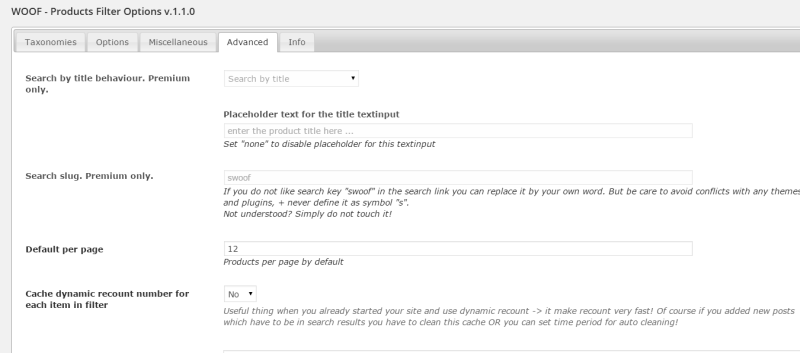 WOOF - Products Filter Options v.1.1.0
Taxonomies Options Miscellaneous Advanced Info
Search by title behaviour. Premium only.
Search by title
Placeholder text for the title textinput
enter the product title here ...
Set "none" to disable placeholder for this textinput
Search slug. Premium only.
swoof
If you do not like search key "swoof" in the search link you can replace it by your own word. But be care to avoid conflicts with any themes
and plugins, + never define it as symbol "s".
Not understood? Simply do not touch it!
Default per page
12
Products per page by default
Cache dynamic recount number for
each item in filter
No
Useful thing when you already started your site and use dynamic recount -> it make recount very fast! Of course if you added new posts
which have to be in search results you have to clean this cache OR you can set time period for auto cleaning!